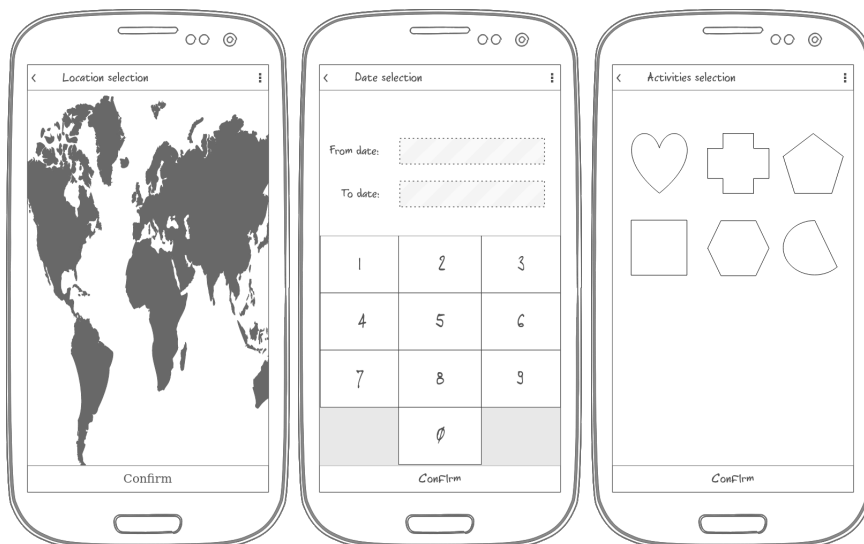 Location selection
Confirm
Date selection
From date:
To date:
1 2 3
4 5 6
7 8 9
0
Confirm
Activities selection
Confirm